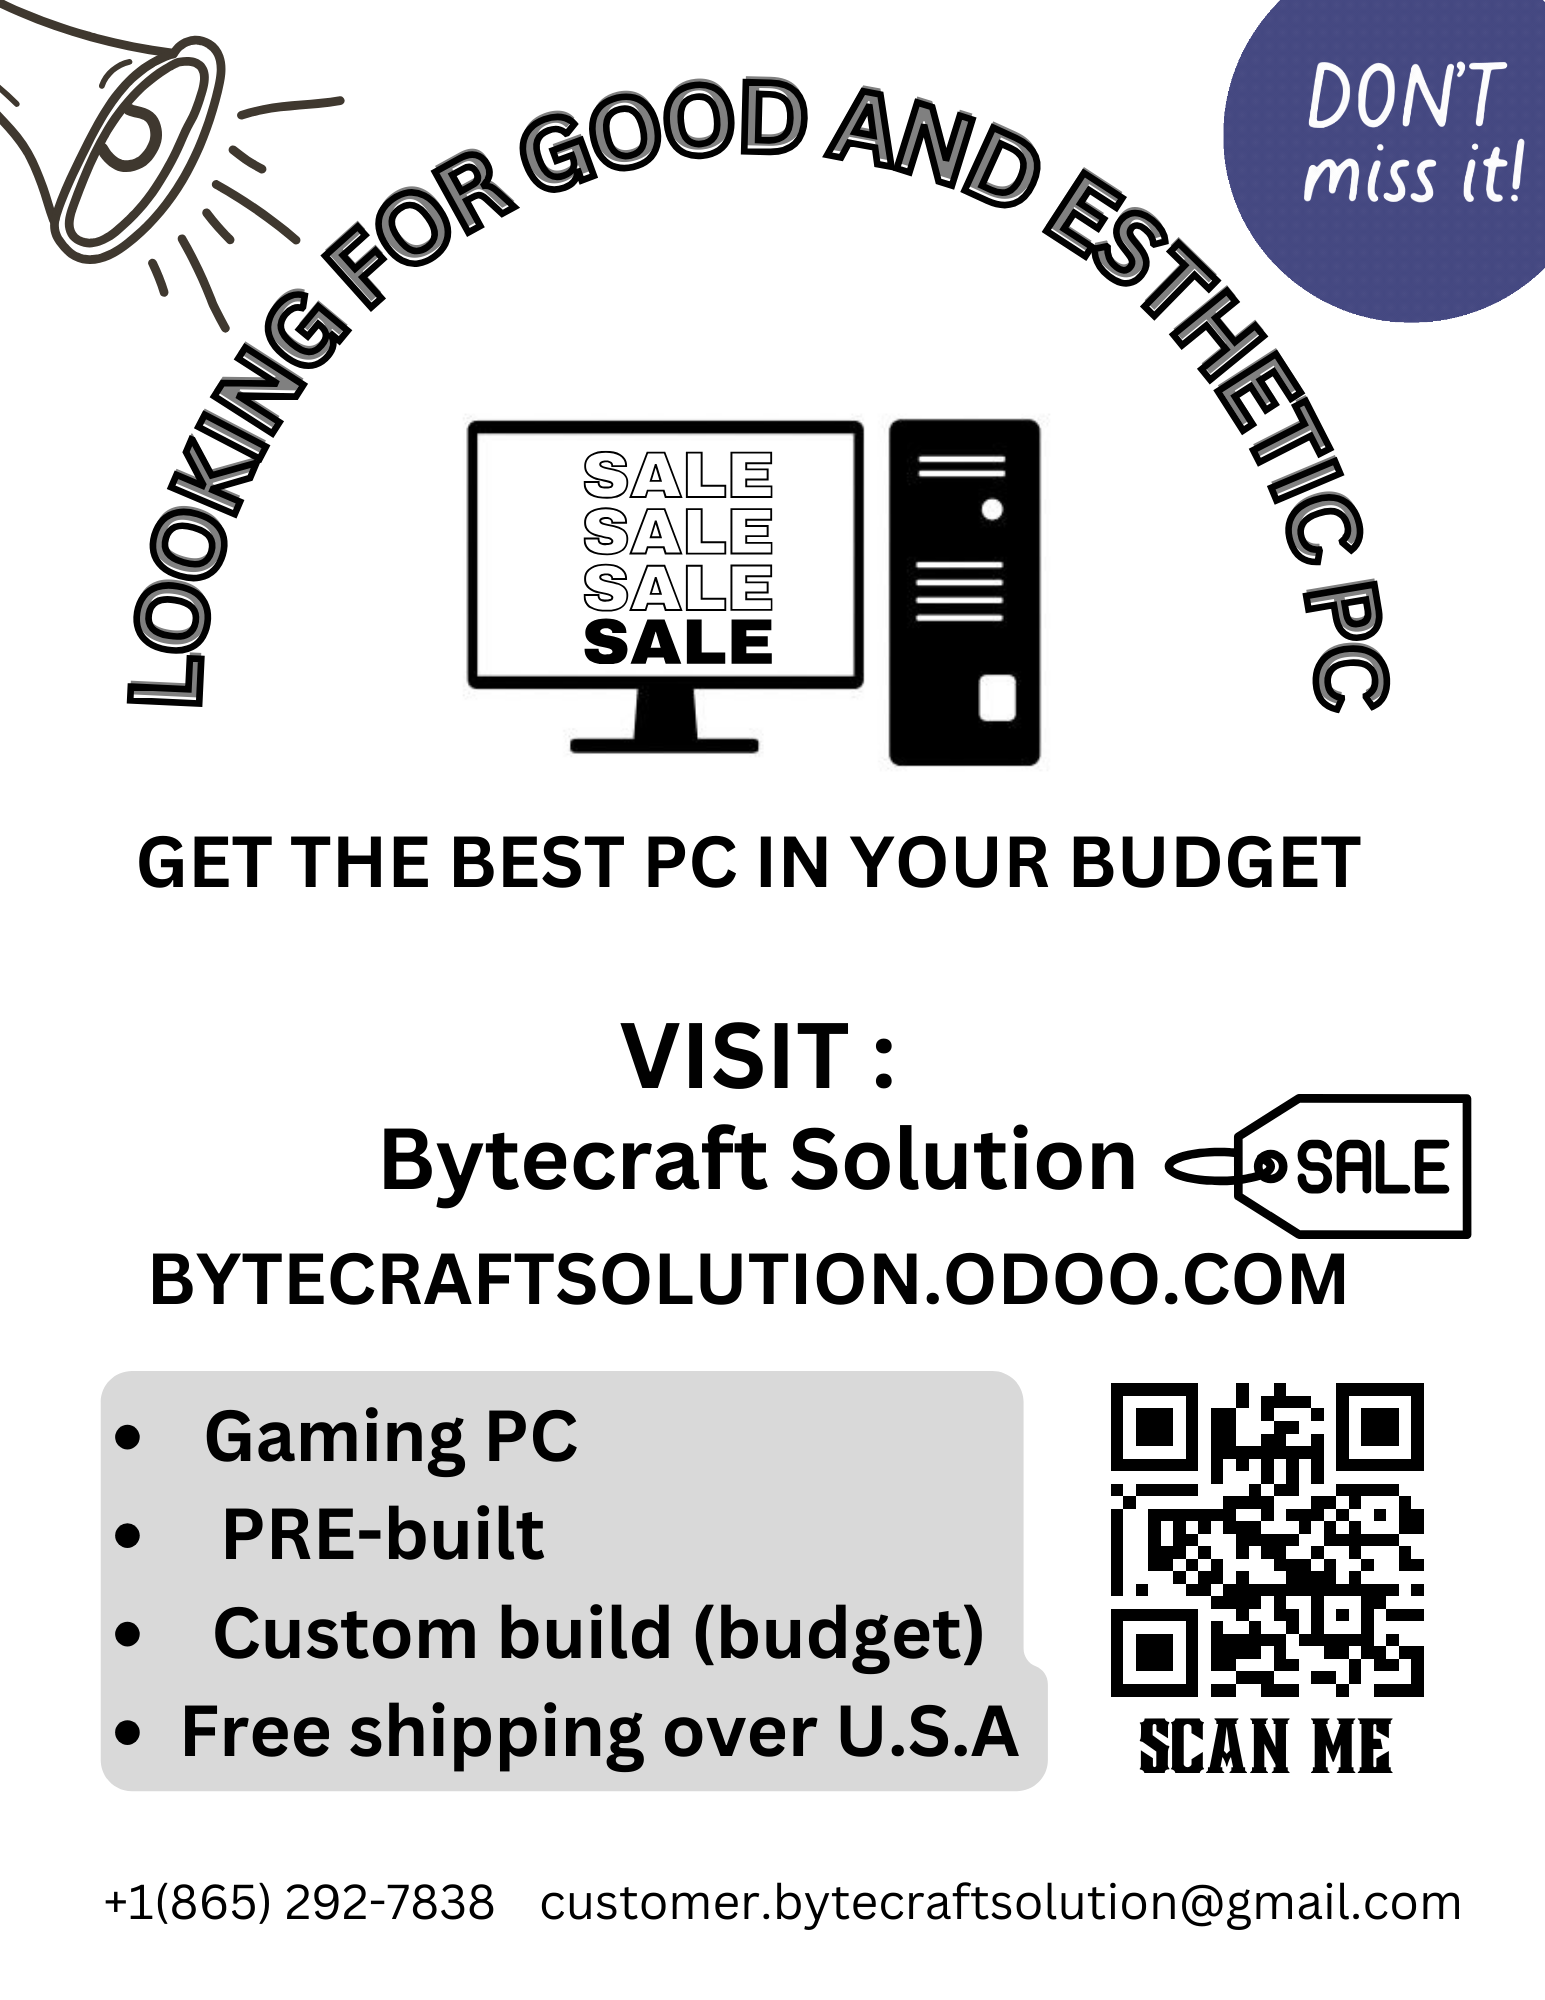 DON'T
miss it!
LOOKING FOR GOOD AND ESTHETIC PC
SALE
SALE
SALE
SALE
GET THE BEST PC IN YOUR BUDGET
VISIT :
Bytecraft Solution
SALE
BYTECRAFTSOLUTION.ODOO.COM
• Gaming PC
• PRE-built
• Custom build (budget)
• Free shipping over U.S.A
SCAN ME
+1(865) 292-7838 customer.bytecraftsolution@gmail.com